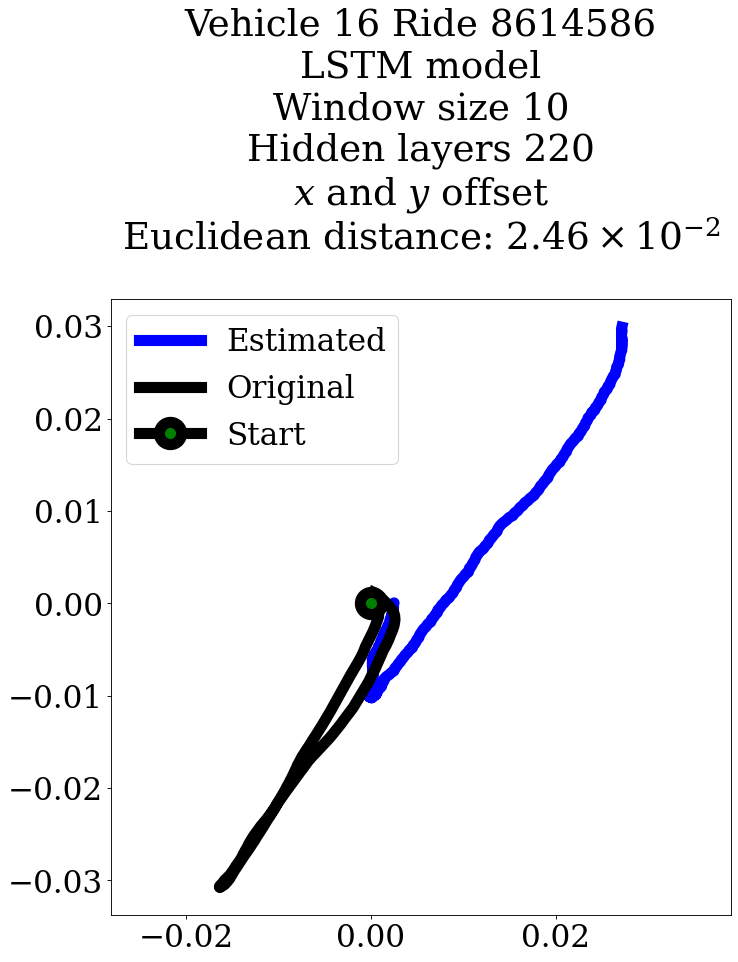 Vehicle 16 Ride 8614586
LSTM model
Window size 10
Hidden layers 220
x and y offset
Euclidean distance: 2.46 × 10⁻²
Estimated
Original
Start
0.03
0.02
0.01
0.00
−0.01
−0.02
−0.03
−0.02 0.00 0.02